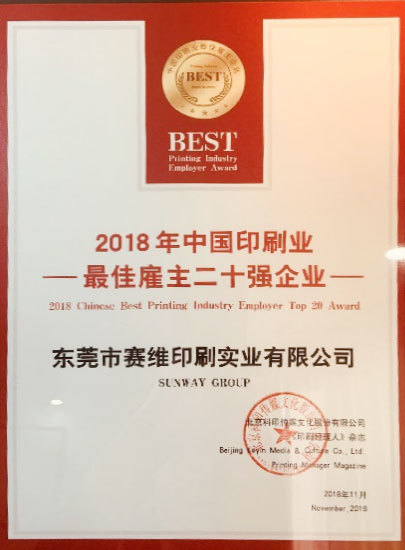 Printing Industry
BEST
BEST
Printing Industry
Employer Award
2018年中国印刷业
最佳雇主二十强企业
2018 Chinese Best Printing Industry Employer Top 20 Award
东莞市赛维印刷实业有限公司
SUNWAY GROUP
北京科印传媒文化股份有限公司
《印刷经理人》杂志
Beijing Keyin Media & Culture Co., Ltd.
Printing Manager Magazine
2018年11月
November, 2018